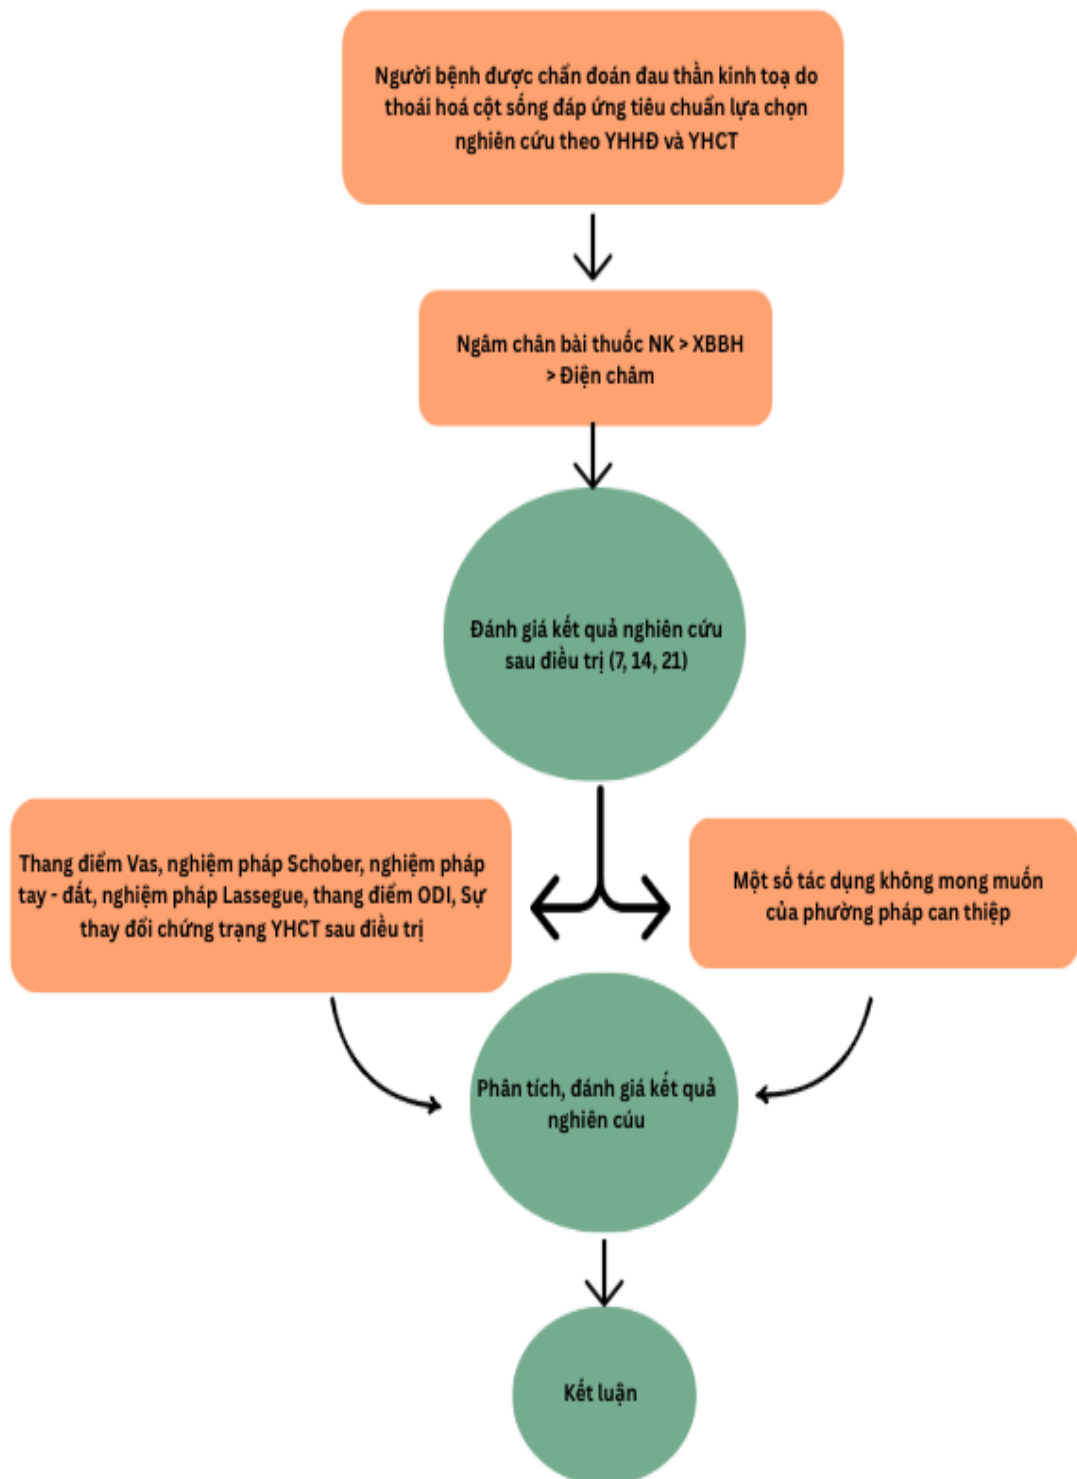 Người bệnh được chẩn đoán đau thần kinh toạ do
thoái hoá cột sống đáp ứng tiêu chuẩn lựa chọn
nghiên cứu theo YHHĐ và YHCT
Ngâm chân bài thuốc NK > XBBH
> Điện châm
Đánh giá kết quả nghiên cứu
sau điều trị (7, 14, 21)
Thang điểm Vas, nghiệm pháp Schober, nghiệm pháp
tay - đất, nghiệm pháp Lassegue, thang điểm ODI, Sự
thay đổi chứng trạng YHCT sau điều trị
Một số tác dụng không mong muốn
của phường pháp can thiệp
Phân tích, đánh giá kết quả
nghiên cúu
Kết luận